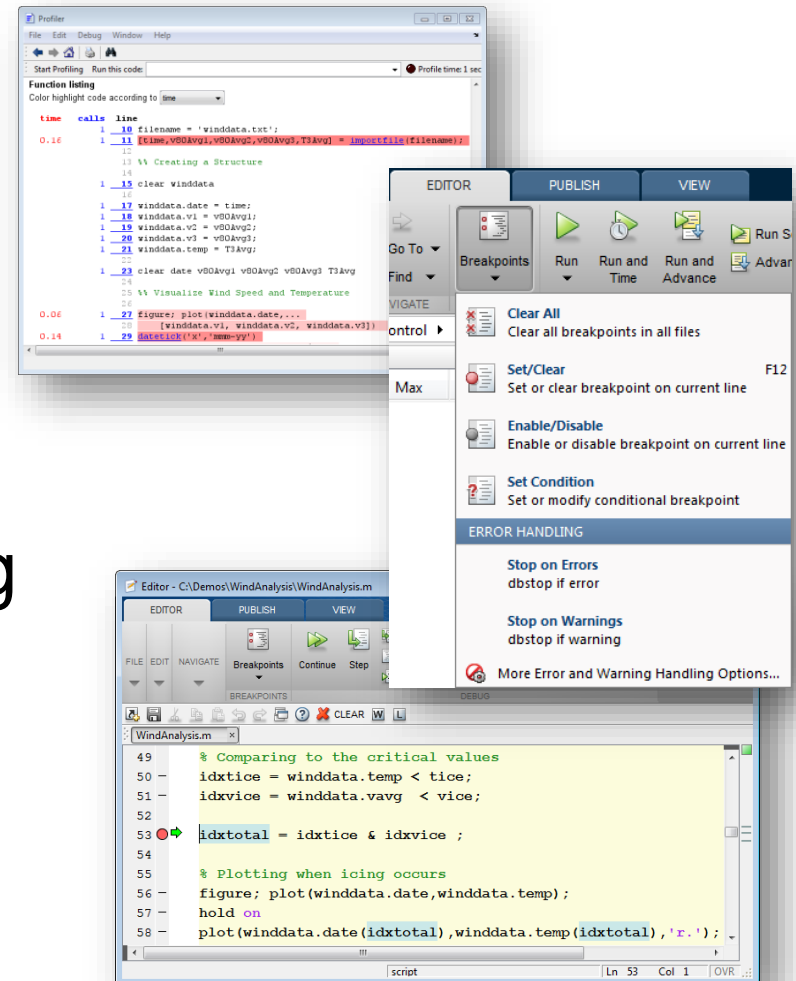 Profiler
File Edit Debug Window Help
Start Profiling Run this code: Profile time: 1 sec
Function listing
Color highlight code according to time
time calls line
1 10 filename = 'winddata.txt';
0.16 1 11 [time,v80Avg1,v80Avg2,v80Avg3,T3Avg] = importfile(filename);
12
13 %% Creating a Structure
14
1 15 clear winddata
16
1 17 winddata.date = time;
1 18 winddata.v1 = v80Avg1;
1 19 winddata.v2 = v80Avg2;
1 20 winddata.v3 = v80Avg3;
1 21 winddata.temp = T3Avg;
22
1 23 clear date v80Avg1 v80Avg2 v80Avg3 T3Avg
24
25 %% Visualize Wind Speed and Temperature
26
0.06 1 27 figure; plot(winddata.date,...
28 [winddata.v1, winddata.v2, winddata.v3])
0.14 1 29 datetick('x','mmm-yy')
EDITOR PUBLISH VIEW
Go To
Find
Breakpoints
Run
Run and Time
Run and Advance
Run S
Advar
VIGATE
ontrol
Max
Clear All
Clear all breakpoints in all files
Set/Clear F12
Set or clear breakpoint on current line
Enable/Disable
Enable or disable breakpoint on current line
Set Condition
Set or modify conditional breakpoint
ERROR HANDLING
Stop on Errors
dbstop if error
Stop on Warnings
dbstop if warning
More Error and Warning Handling Options...
g
Editor - C:\Demos\WindAnalysis\WindAnalysis.m
EDITOR PUBLISH VIEW
FILE EDIT NAVIGATE Breakpoints Continue Step
BREAKPOINTS DEBUG
CLEAR W L
WindAnalysis.m x
49 % Comparing to the critical values
50 – idxtice = winddata.temp < tice;
51 – idxvice = winddata.vavg < vice;
52
53 idxtotal = idxtice & idxvice ;
54
55 % Plotting when icing occurs
56 – figure; plot(winddata.date,winddata.temp);
57 – hold on
58 – plot(winddata.date(idxtotal),winddata.temp(idxtotal),'r.');
script Ln 53 Col 1 OVR